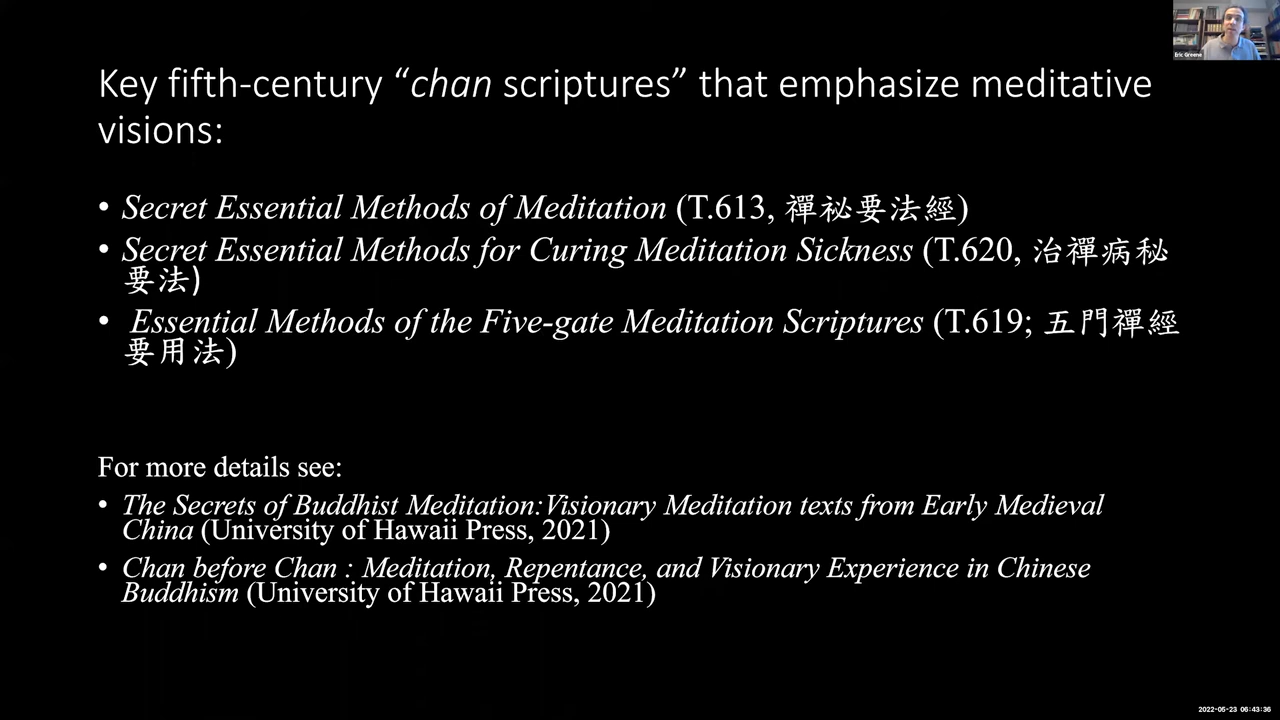 Eric Greene
Key fifth-century “chan scriptures” that emphasize meditative
visions:
• Secret Essential Methods of Meditation (T.613, 禪祕要法經)
• Secret Essential Methods for Curing Meditation Sickness (T.620, 治禪病秘
要法)
• Essential Methods of the Five-gate Meditation Scriptures (T.619; 五門禪經
要用法)
For more details see:
• The Secrets of Buddhist Meditation:Visionary Meditation texts from Early Medieval
China (University of Hawaii Press, 2021)
• Chan before Chan : Meditation, Repentance, and Visionary Experience in Chinese
Buddhism (University of Hawaii Press, 2021)
2022-05-23 06:43:36